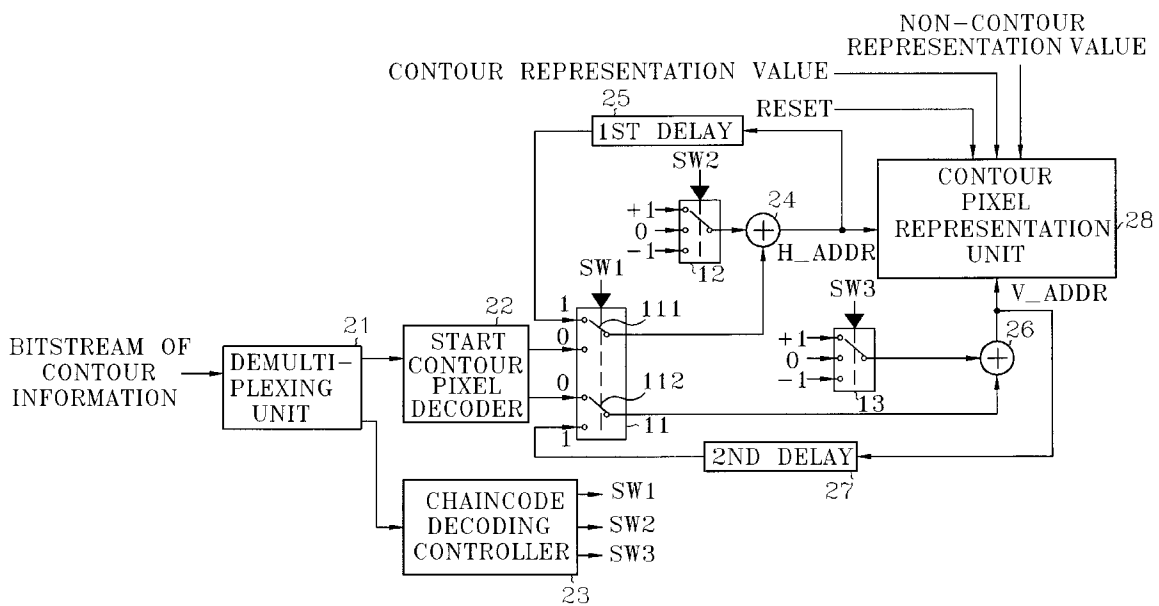 NON-CONTOUR
REPRESENTATION VALUE
CONTOUR REPRESENTATION VALUE
RESET
25
1ST DELAY
SW2
+1
0
-1
12
24
H_ADDR
CONTOUR
PIXEL
REPRESENTATION
UNIT
28
SW1
1
0
0
1
111
112
11
SW3
+1
0
-1
13
V_ADDR
26
BITSTREAM OF
CONTOUR
INFORMATION
21
DEMULTI-
PLEXING
UNIT
22
START
CONTOUR
PIXEL
DECODER
2ND DELAY
27
CHAINCODE
DECODING
CONTROLLER
23
SW1
SW2
SW3